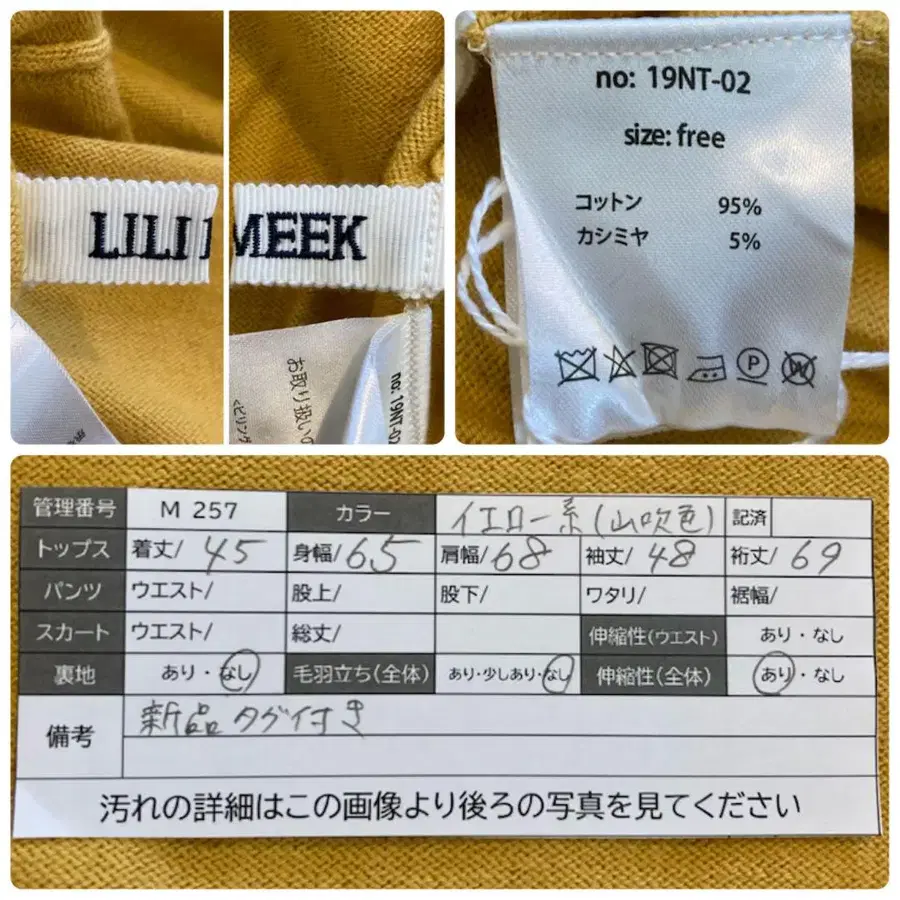 LILI
MEEK
お取り扱い
no: 19NT-02
no: 19NT-02
size: free
コットン 95%
カシミヤ 5%
P
W
管理番号 M 257 カラー イエロー系(山吹色) 記済
トップス 着丈/ 45 身幅/ 65 肩幅/ 68 袖丈/ 48 裄丈/ 69
パンツ ウエスト/ 股上/ 股下/ ワタリ/ 裾幅/
スカート ウエスト/ 総丈/ 伸縮性(ウエスト) あり・なし
裏地 あり・なし 毛羽立ち(全体) あり・少しあり・なし 伸縮性(全体) あり・なし
備考 新品タグ付き
汚れの詳細はこの画像より後ろの写真を見てください